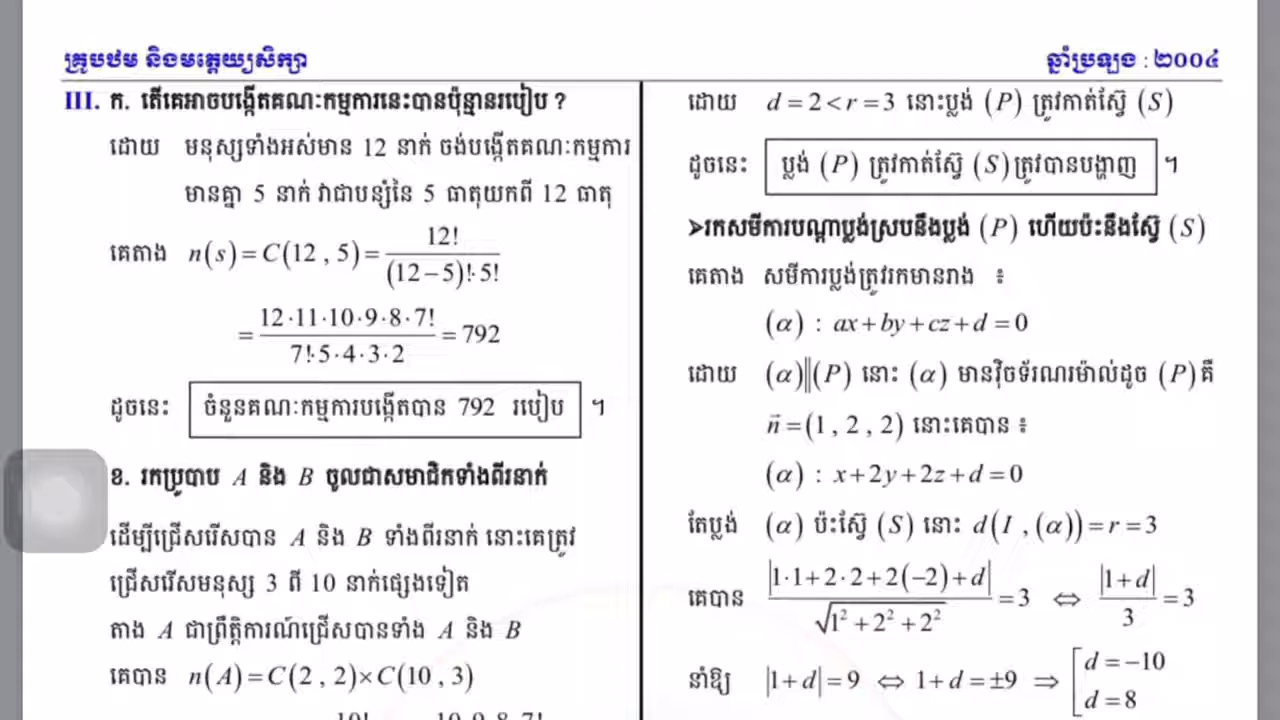 គ្រូបឋម និងមត្តេយ្យសិក្សា
ឆ្នាំប្រឡង : ២០០៤
III. ក. តើគេអាចបង្កើតគណៈកម្មការនេះបានប៉ុន្មានរបៀប ?
ដោយ មនុស្សទាំងអស់មាន 12 នាក់ ចង់បង្កើតគណៈកម្មការ
មានគ្នា 5 នាក់ វាជាបន្សំនៃ 5 ធាតុយកពី 12 ធាតុ
គេតាង n(s) = C(12 , 5) = 12! / (12−5)!·5!
= 12·11·10·9·8·7! / 7!·5·4·3·2 = 792
ដូចនេះ ចំនួនគណៈកម្មការបង្កើតបាន 792 របៀប ។
ខ. រកប្រូបាប A និង B ចូលជាសមាជិកទាំងពីរនាក់
ដើម្បីជ្រើសរើសបាន A និង B ទាំងពីរនាក់ នោះគេត្រូវ
ជ្រើសរើសមនុស្ស 3 ពី 10 នាក់ផ្សេងទៀត
តាង A ជាព្រឹត្តិការណ៍ជ្រើសបានទាំង A និង B
គេបាន n(A) = C(2 , 2)×C(10 , 3)
10! 10·9·8·7!
ដោយ d = 2 < r = 3 នោះប្លង់ (P) ត្រូវកាត់ស្វ៊ែ (S)
ដូចនេះ ប្លង់ (P) ត្រូវកាត់ស្វ៊ែ (S) ត្រូវបានបង្ហាញ ។
➤រកសមីការបណ្តាប្លង់ស្របនឹងប្លង់ (P) ហើយប៉ះនឹងស្វ៊ែ (S)
គេតាង សមីការប្លង់ត្រូវរកមានរាង ៖
(α) : ax + by + cz + d = 0
ដោយ (α)||(P) នោះ (α) មានវ៉ិចទ័រណរម៉ាល់ដូច (P) គឺ
n⃗ = (1 , 2 , 2) នោះគេបាន ៖
(α) : x + 2y + 2z + d = 0
តែប្លង់ (α) ប៉ះស្វ៊ែ (S) នោះ d(I , (α)) = r = 3
គេបាន |1·1 + 2·2 + 2(−2) + d| / √1² + 2² + 2² = 3 ⇔ |1 + d| / 3 = 3
នាំឱ្យ |1 + d| = 9 ⇔ 1 + d = ±9 ⇒ [ d = −10
d = 8